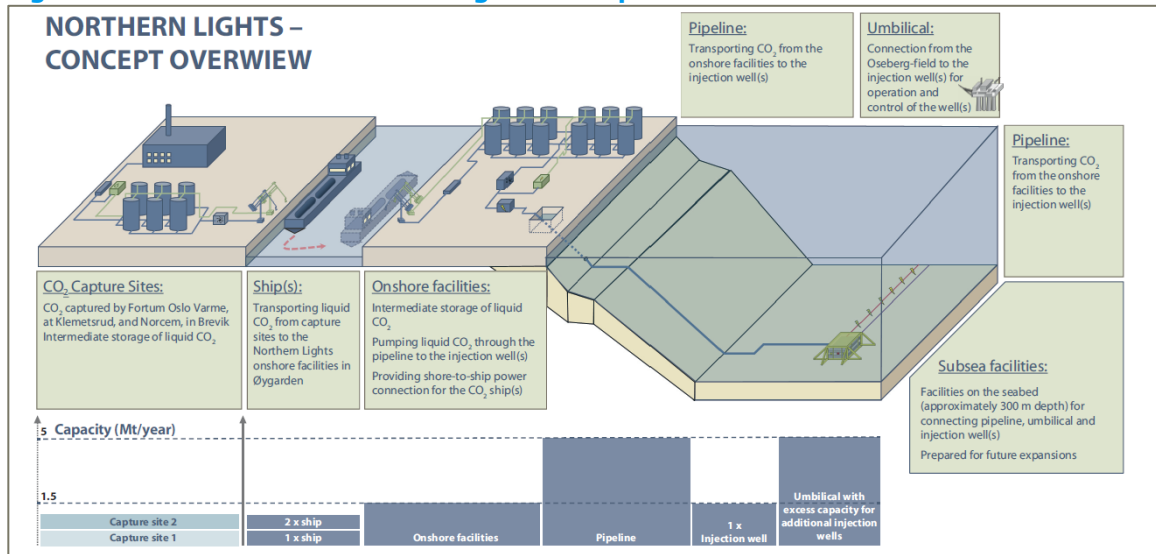 NORTHERN LIGHTS –
CONCEPT OVERWIEW
Pipeline:
Transporting CO2 from the
onshore facilities to the
injection well(s)
Umbilical:
Connection from the
Oseberg-field to the
injection well(s) for
operation and
control of the well(s)
Pipeline:
Transporting CO2
from the onshore
facilities to the
injection well(s)
CO2 Capture Sites:
CO2 captured by Fortum Oslo Varme,
at Klemetsrud, and Norcem, in Brevik
Intermediate storage of liquid CO2
Ship(s):
Transporting liquid
CO2 from capture
sites to the
Northern Lights
onshore facilities in
Øygarden
Onshore facilities:
Intermediate storage of liquid
CO2
Pumping liquid CO2 through the
pipeline to the injection well(s)
Providing shore-to-ship power
connection for the CO2 ship(s)
Subsea facilities:
Facilities on the seabed
(approximately 300 m depth) for
connecting pipeline, umbilical and
injection well(s)
Prepared for future expansions
5 Capacity (Mt/year)
1.5
Capture site 2
Capture site 1
2 x ship
1 x ship
Onshore facilities
Pipeline
1 x
Injection well
Umbilical with
excess capacity for
additional injection
wells